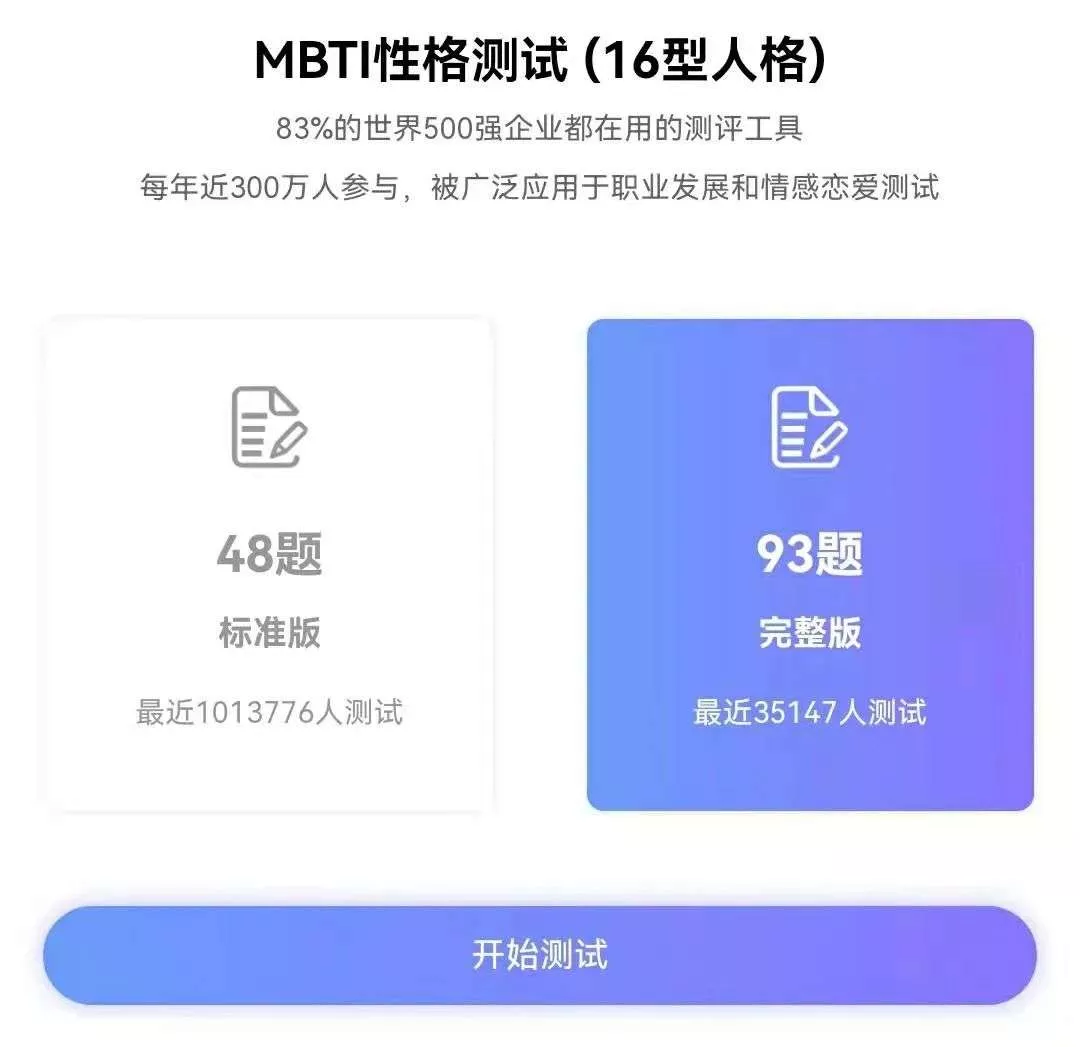 MBTI性格测试 (16型人格)
83%的世界500强企业都在用的测评工具
每年近300万人参与，被广泛应用于职业发展和情感恋爱测试
48题
标准版
最近1013776人测试
93题
完整版
最近35147人测试
开始测试